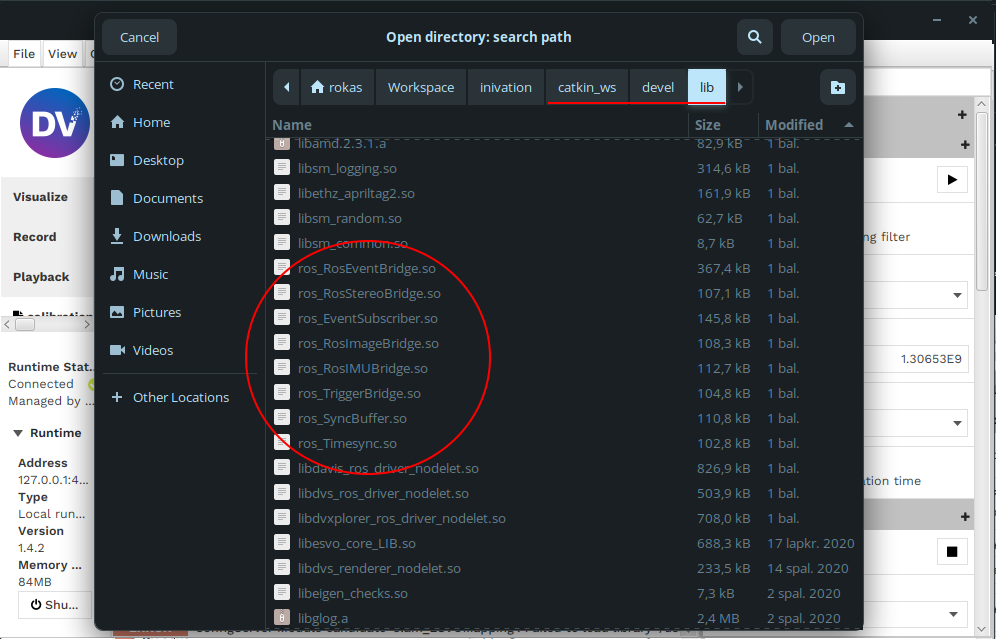 Cancel
Open directory: search path
Open
File View
DV
Visualize
Record
Playback
Runtime Stat...
Connected
Managed by ...
Runtime
Address
127.0.0.1:4...
Type
Local run...
Version
1.4.2
Memory ...
84MB
Shu...
Recent
Home
Desktop
Documents
Downloads
Music
Pictures
Videos
Other Locations
rokas Workspace inivation catkin_ws devel lib
Name Size Modified
libamd.2.3.1.a 82,9 kB 1 bal.
libsm_logging.so 314,6 kB 1 bal.
libethz_apriltag2.so 161,9 kB 1 bal.
libsm_random.so 62,7 kB 1 bal.
libsm_common.so 8,7 kB 1 bal.
ros_RosEventBridge.so 367,4 kB 1 bal.
ros_RosStereoBridge.so 107,1 kB 1 bal.
ros_EventSubscriber.so 145,8 kB 1 bal.
ros_RosImageBridge.so 108,3 kB 1 bal.
ros_RosIMUBridge.so 112,7 kB 1 bal.
ros_TriggerBridge.so 104,8 kB 1 bal.
ros_SyncBuffer.so 110,8 kB 1 bal.
ros_Timesync.so 102,8 kB 1 bal.
libdavis_ros_driver_nodelet.so 826,9 kB 1 bal.
libdvs_ros_driver_nodelet.so 503,9 kB 1 bal.
libdvxplorer_ros_driver_nodelet.so 708,0 kB 1 bal.
libesvo_core_LIB.so 688,3 kB 17 lapkr. 2020
libdvs_renderer_nodelet.so 233,5 kB 14 spal. 2020
libeigen_checks.so 7,3 kB 2 spal. 2020
libglog.a 2,4 MB 2 spal. 2020
ng filter
1.30653E9
tion time